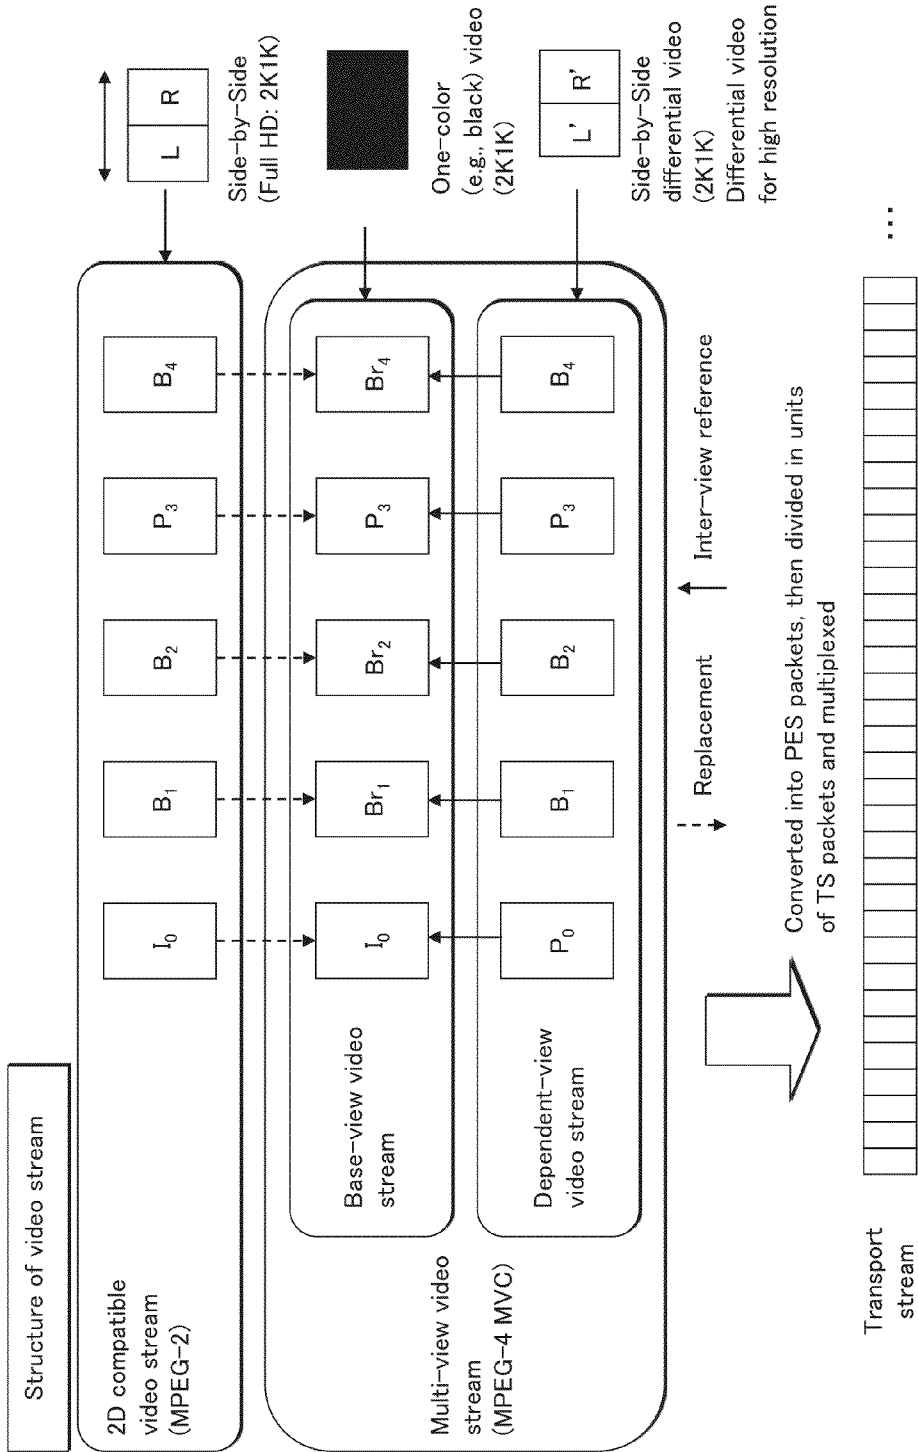 Structure of video stream
2D compatible
video stream
(MPEG-2)
I0
B1
B2
P3
B4
L
R
Side-by-Side
(Full HD: 2K1K)
Multi-view video
stream
(MPEG-4 MVC)
Base-view video
stream
I0
Br1
Br2
P3
Br4
One-color
(e.g., black) video
(2K1K)
Dependent-view
video stream
P0
B1
B2
P3
B4
L'
R'
Side-by-Side
differential video
(2K1K)
Differential video
for high resolution
Replacement
Inter-view reference
Converted into PES packets, then divided in units
of TS packets and multiplexed
Transport
stream
...